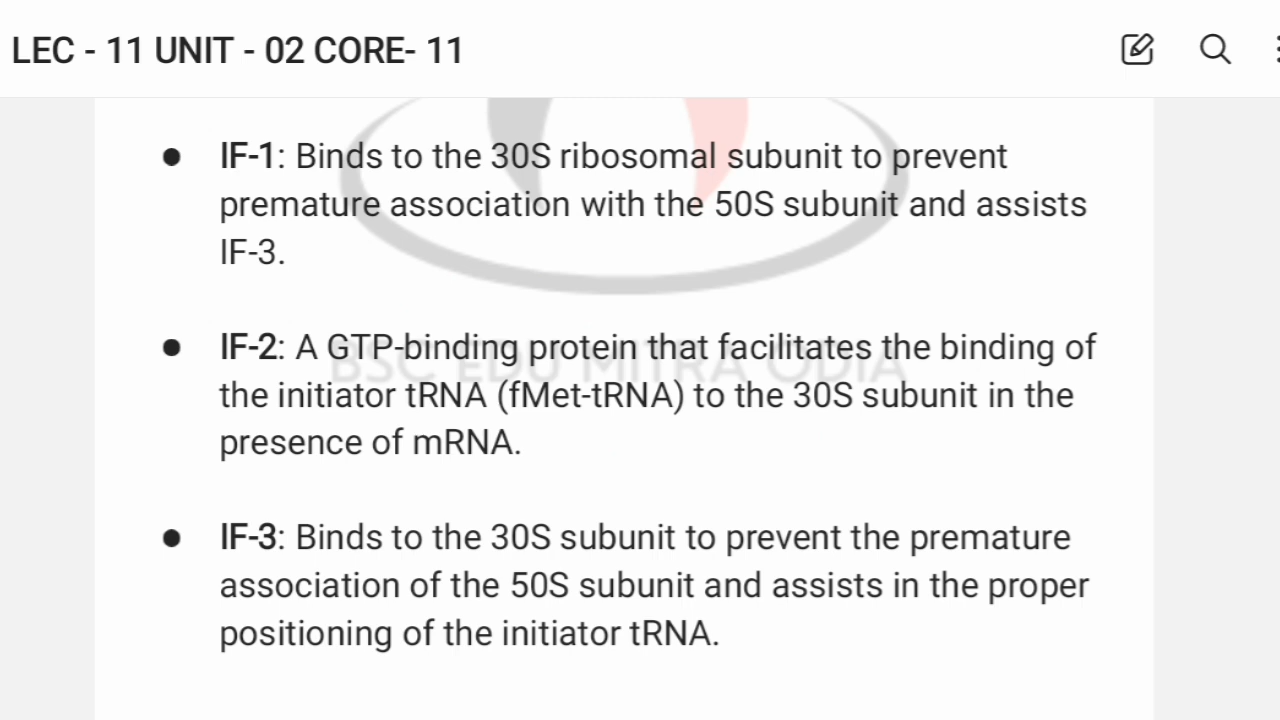 LEC - 11 UNIT - 02 CORE- 11
IF-1: Binds to the 30S ribosomal subunit to prevent
premature association with the 50S subunit and assists
IF-3.
IF-2: A GTP-binding protein that facilitates the binding of
BSC EDU MITRA ODIA
the initiator tRNA (fMet-tRNA) to the 30S subunit in the
presence of mRNA.
IF-3: Binds to the 30S subunit to prevent the premature
association of the 50S subunit and assists in the proper
positioning of the initiator tRNA.